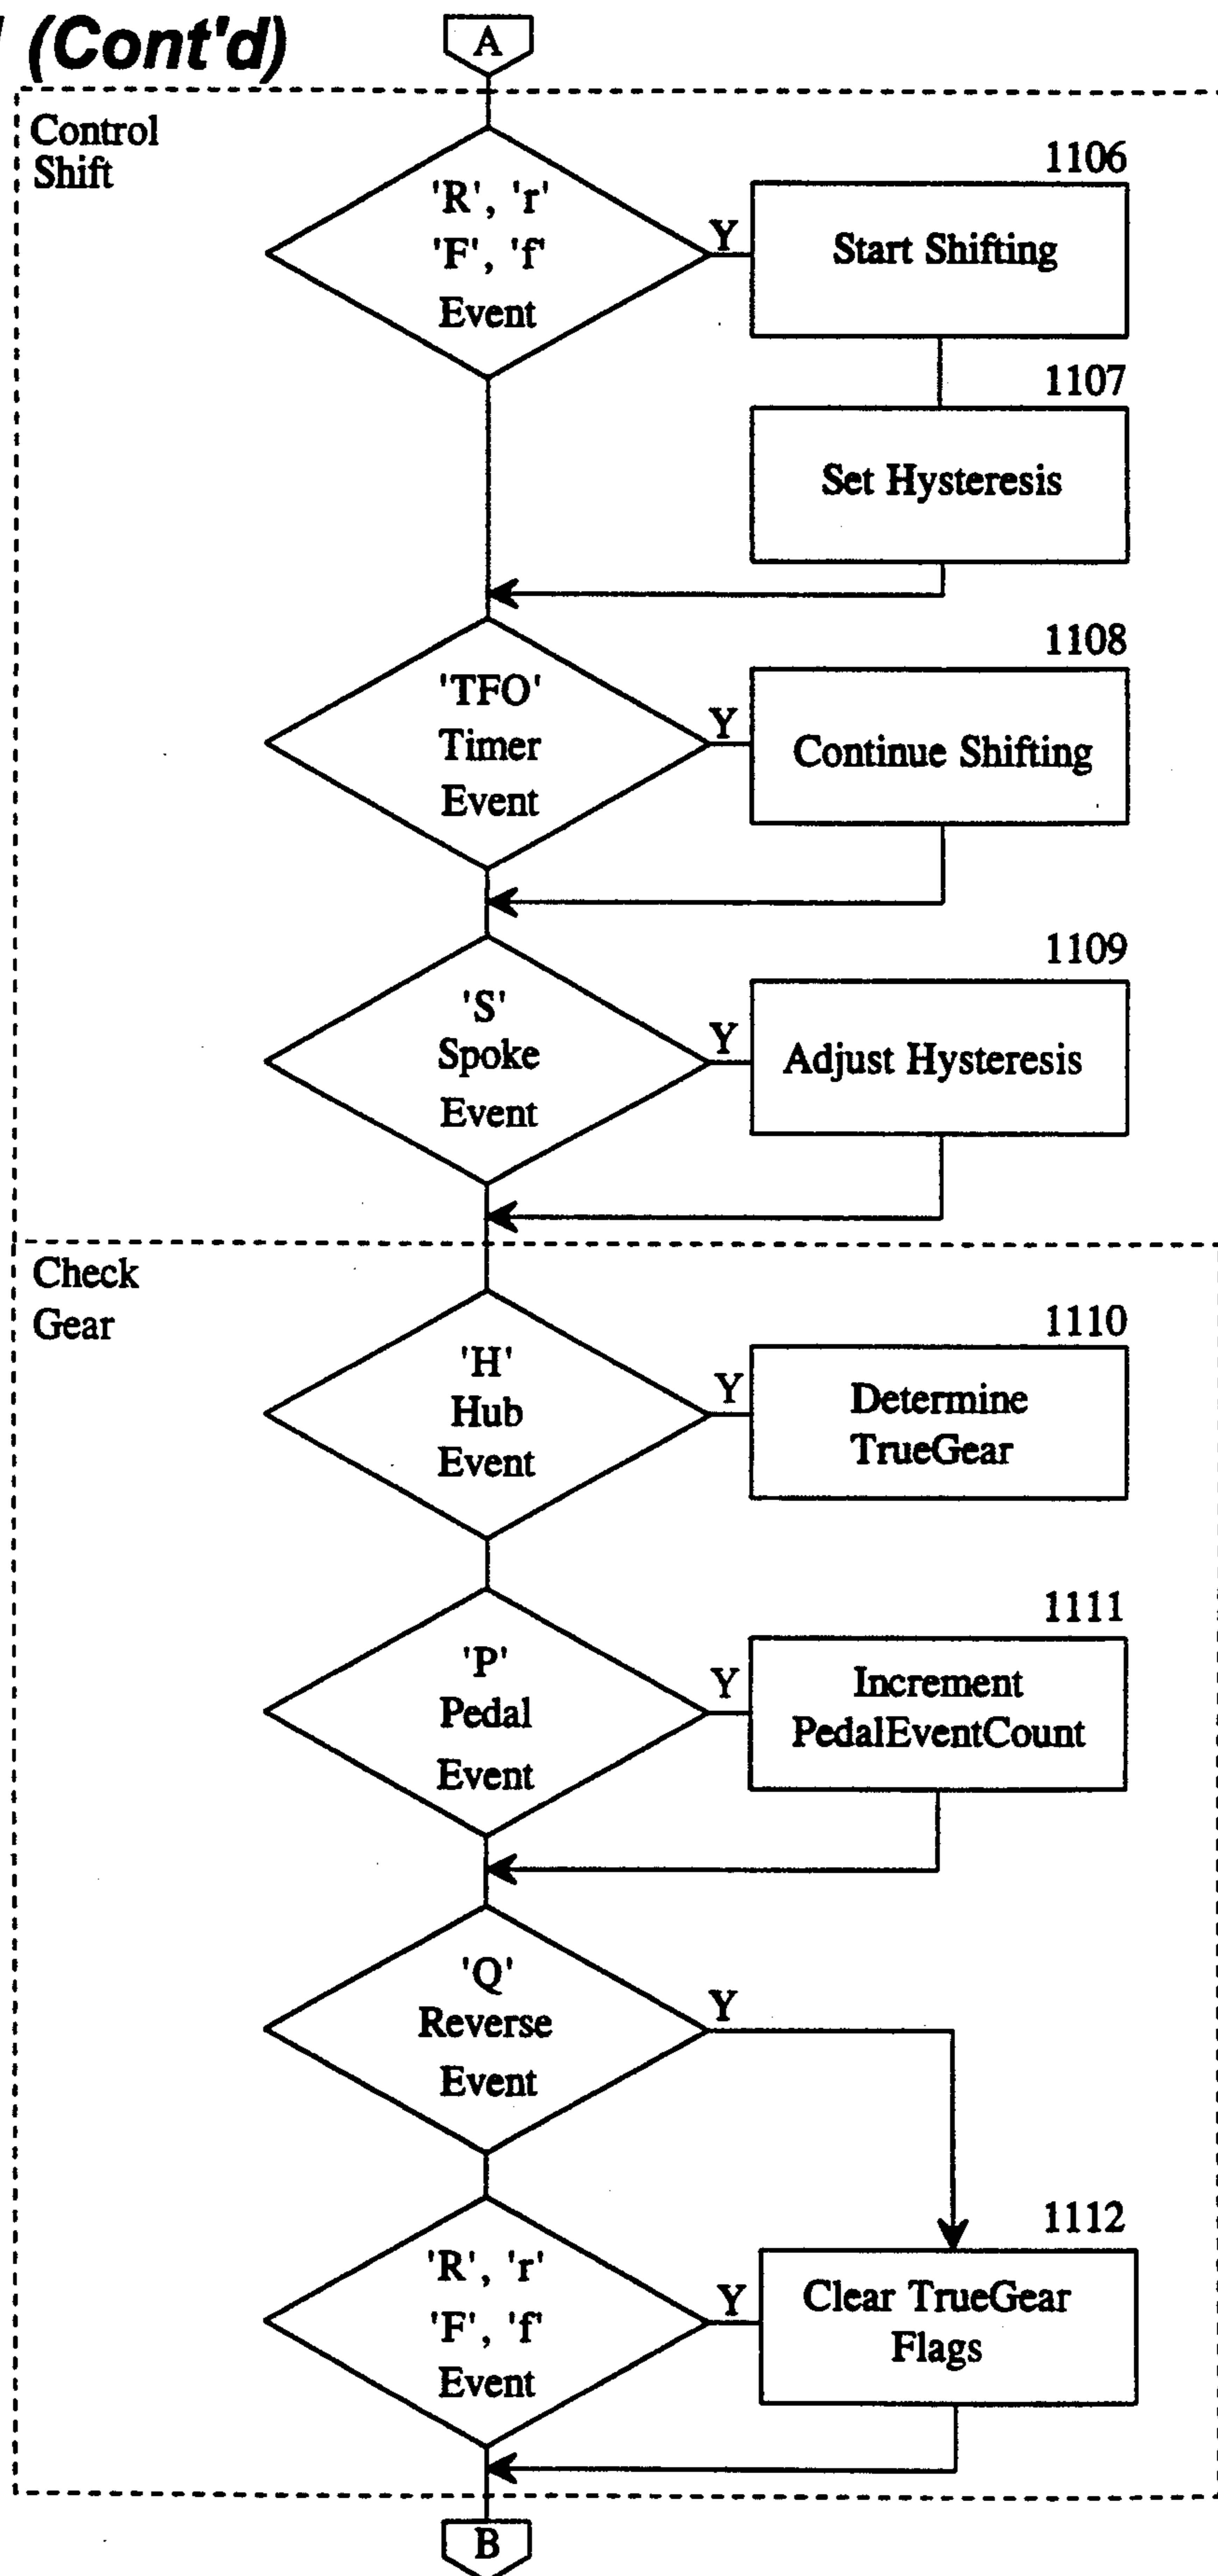 (Cont'd)
A
Control
Shift
'R', 'r'
'F', 'f'
Event
Y
1106
Start Shifting
1107
Set Hysteresis
'TFO'
Timer
Event
Y
1108
Continue Shifting
'S'
Spoke
Event
Y
1109
Adjust Hysteresis
Check
Gear
'H'
Hub
Event
Y
1110
Determine
TrueGear
'P'
Pedal
Event
Y
1111
Increment
PedalEventCount
'Q'
Reverse
Event
Y
'R', 'r'
'F', 'f'
Event
Y
1112
Clear TrueGear
Flags
B